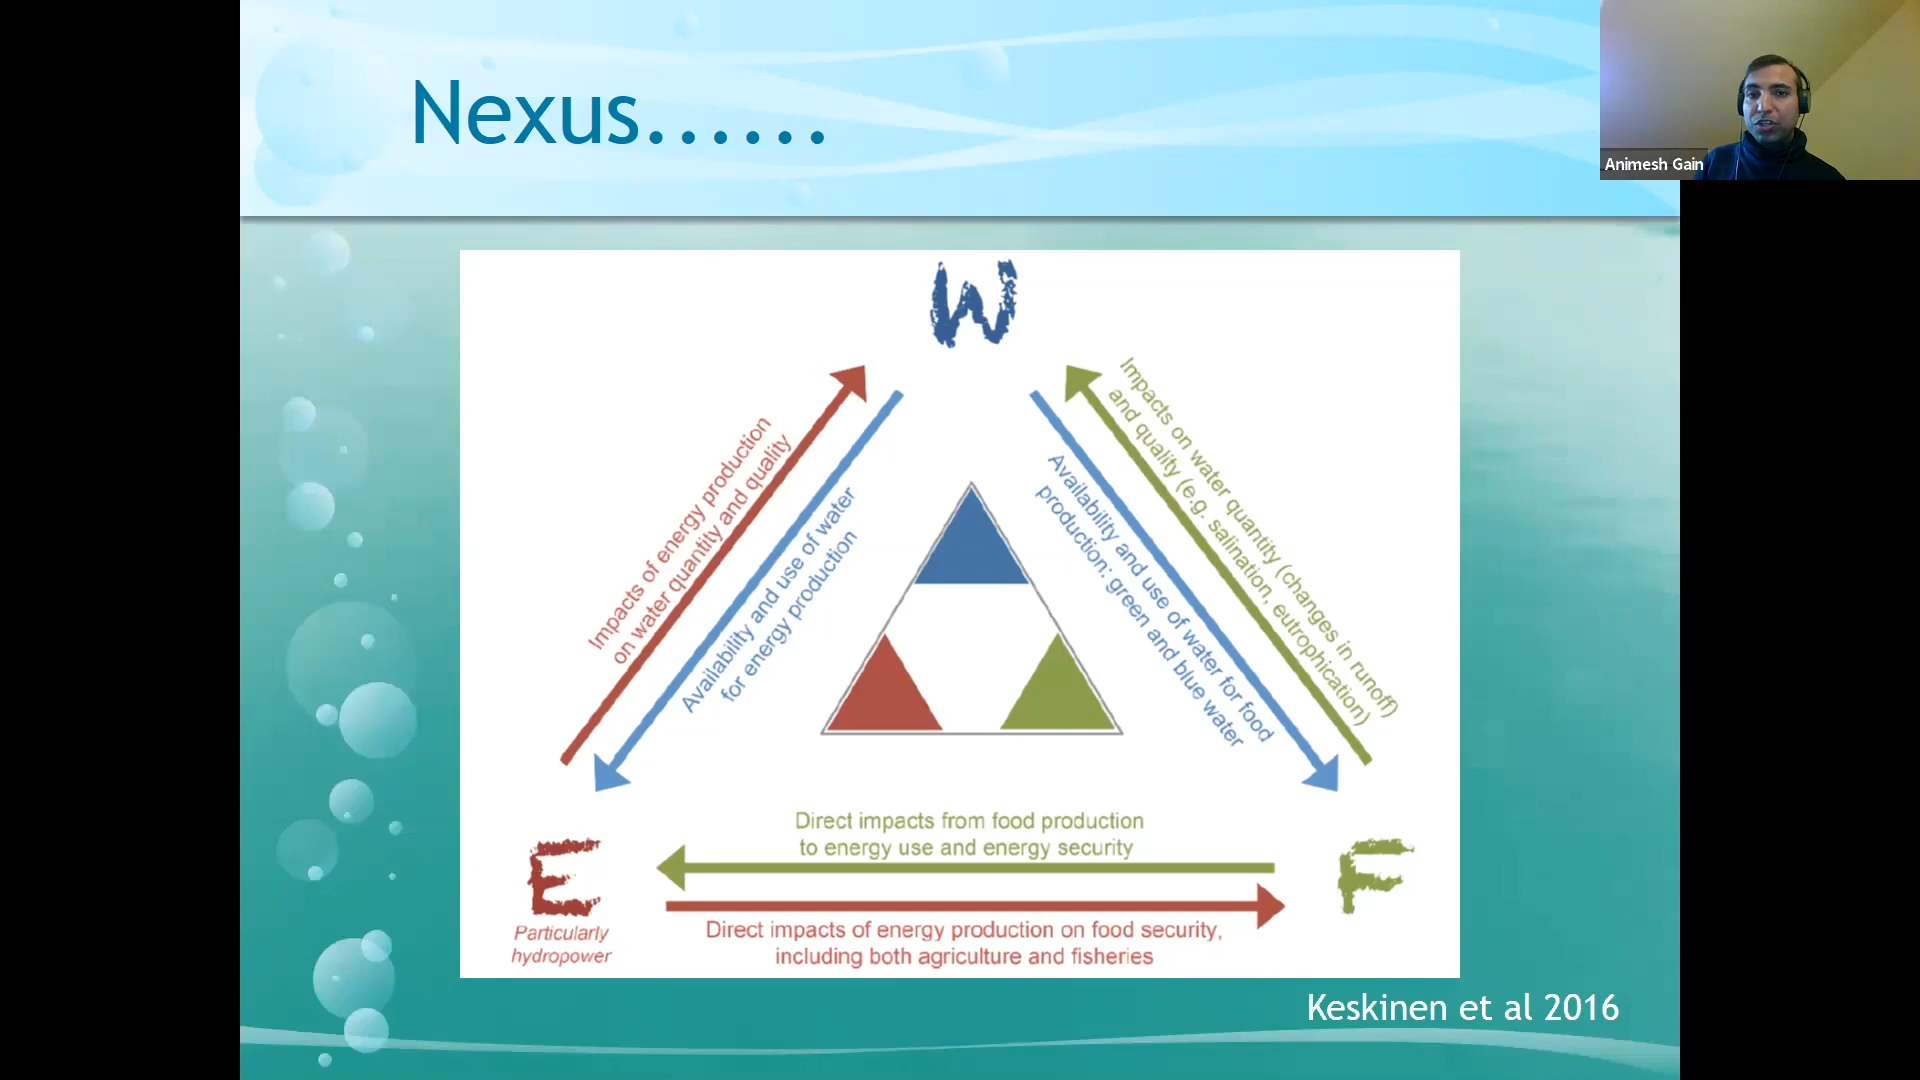 Nexus......
Animesh Gain
W
Impacts of energy production
on water quantity and quality
Availability and use of water
for energy production
Impacts on water quantity (changes in runoff)
and quality (e.g. salination, eutrophication)
Availability and use of water for food
production: green and blue water
Direct impacts from food production
to energy use and energy security
E
F
Particularly
hydropower
Direct impacts of energy production on food security,
including both agriculture and fisheries
Keskinen et al 2016